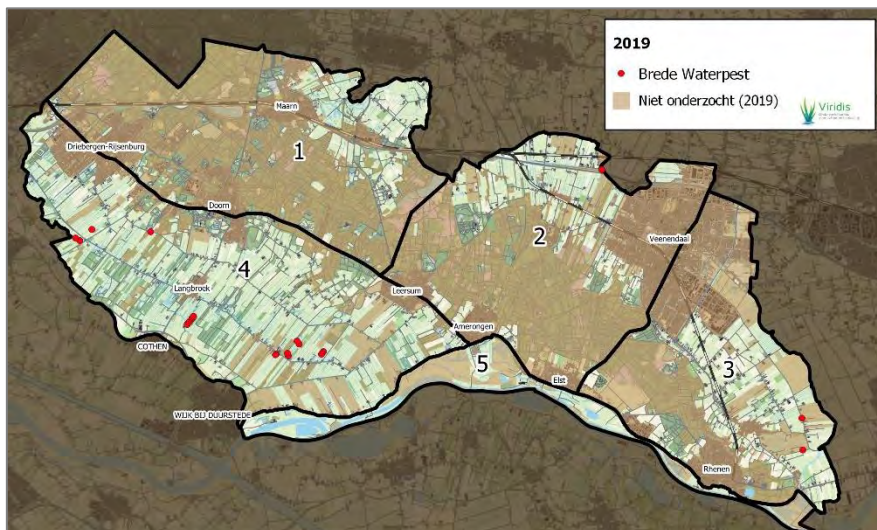 2019
Brede Waterpest
Niet onderzocht (2019)
Viridis
Maarn
1
Driebergen-Rijsenburg
Doorn
2
Veenendaal
4
Langbroek
Leersum
Amerongen
COTHEN
5
3
Elst
WIJK BIJ DUURSTEDE
Rhenen